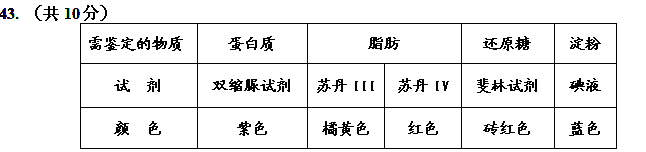 43. （共10分）
需鉴定的物质 蛋白质 脂肪 还原糖 淀粉
试 剂 双缩脲试剂 苏丹III 苏丹IV 斐林试剂 碘液
颜 色 紫色 橘黄色 红色 砖红色 蓝色